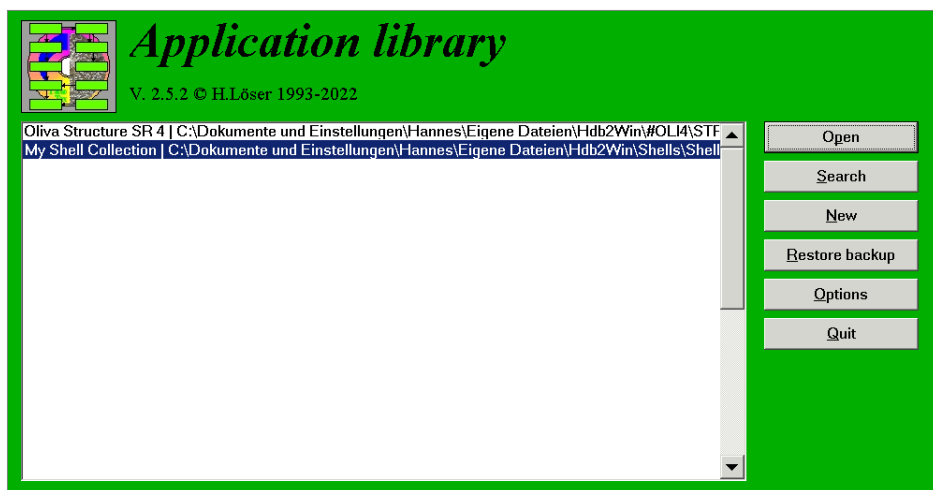 Application library
V. 2.5.2 © H.Löser 1993-2022
Oliva Structure SR 4 | C:\Dokumente und Einstellungen\Hannes\Eigene Dateien\Hdb2Win\#OLI4\STF
My Shell Collection | C:\Dokumente und Einstellungen\Hannes\Eigene Dateien\Hdb2Win\Shells\Shell
Open
Search
New
Restore backup
Options
Quit